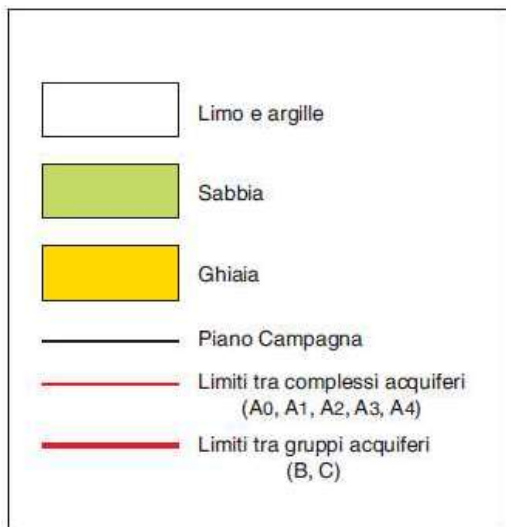 Limo e argille
Sabbia
Ghiaia
Piano Campagna
Limiti tra complessi acquiferi
(A0, A1, A2, A3, A4)
Limiti tra gruppi acquiferi
(B, C)